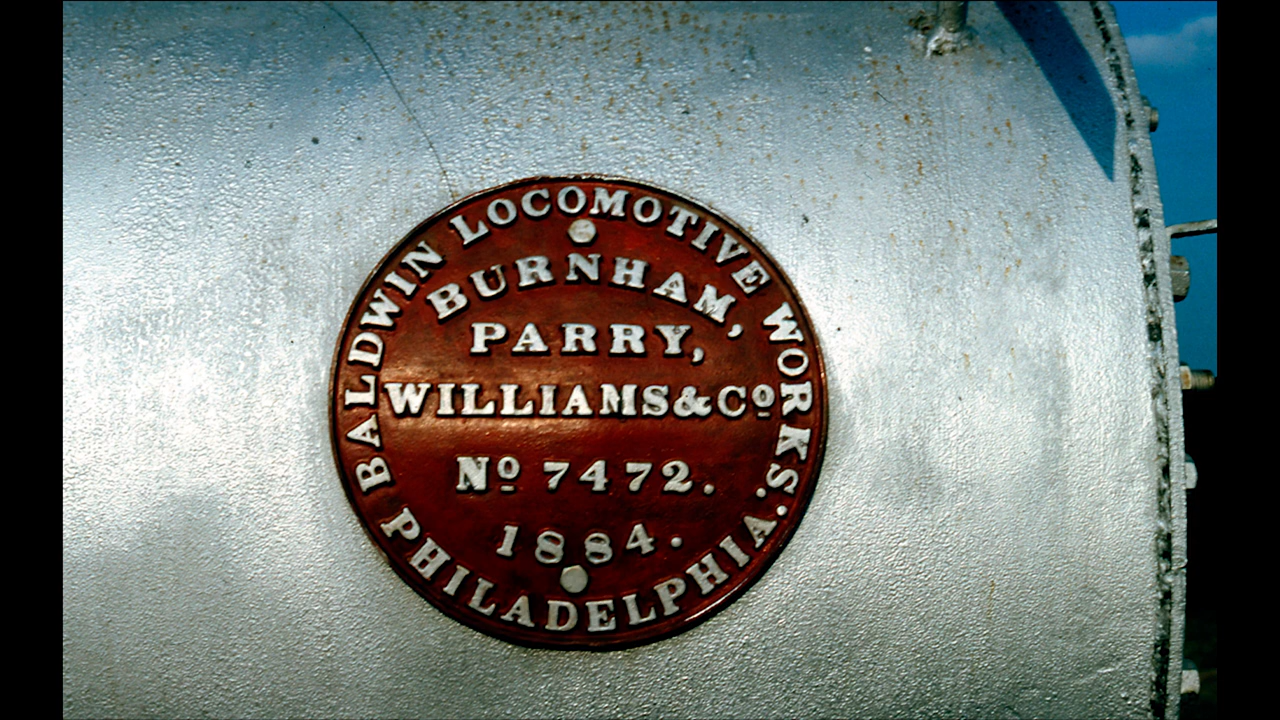 BALDWIN LOCOMOTIVE WORKS.
BURNHAM,
PARRY,
WILLIAMS & Cº
Nº 7472.
1884.
PHILADELPHIA.